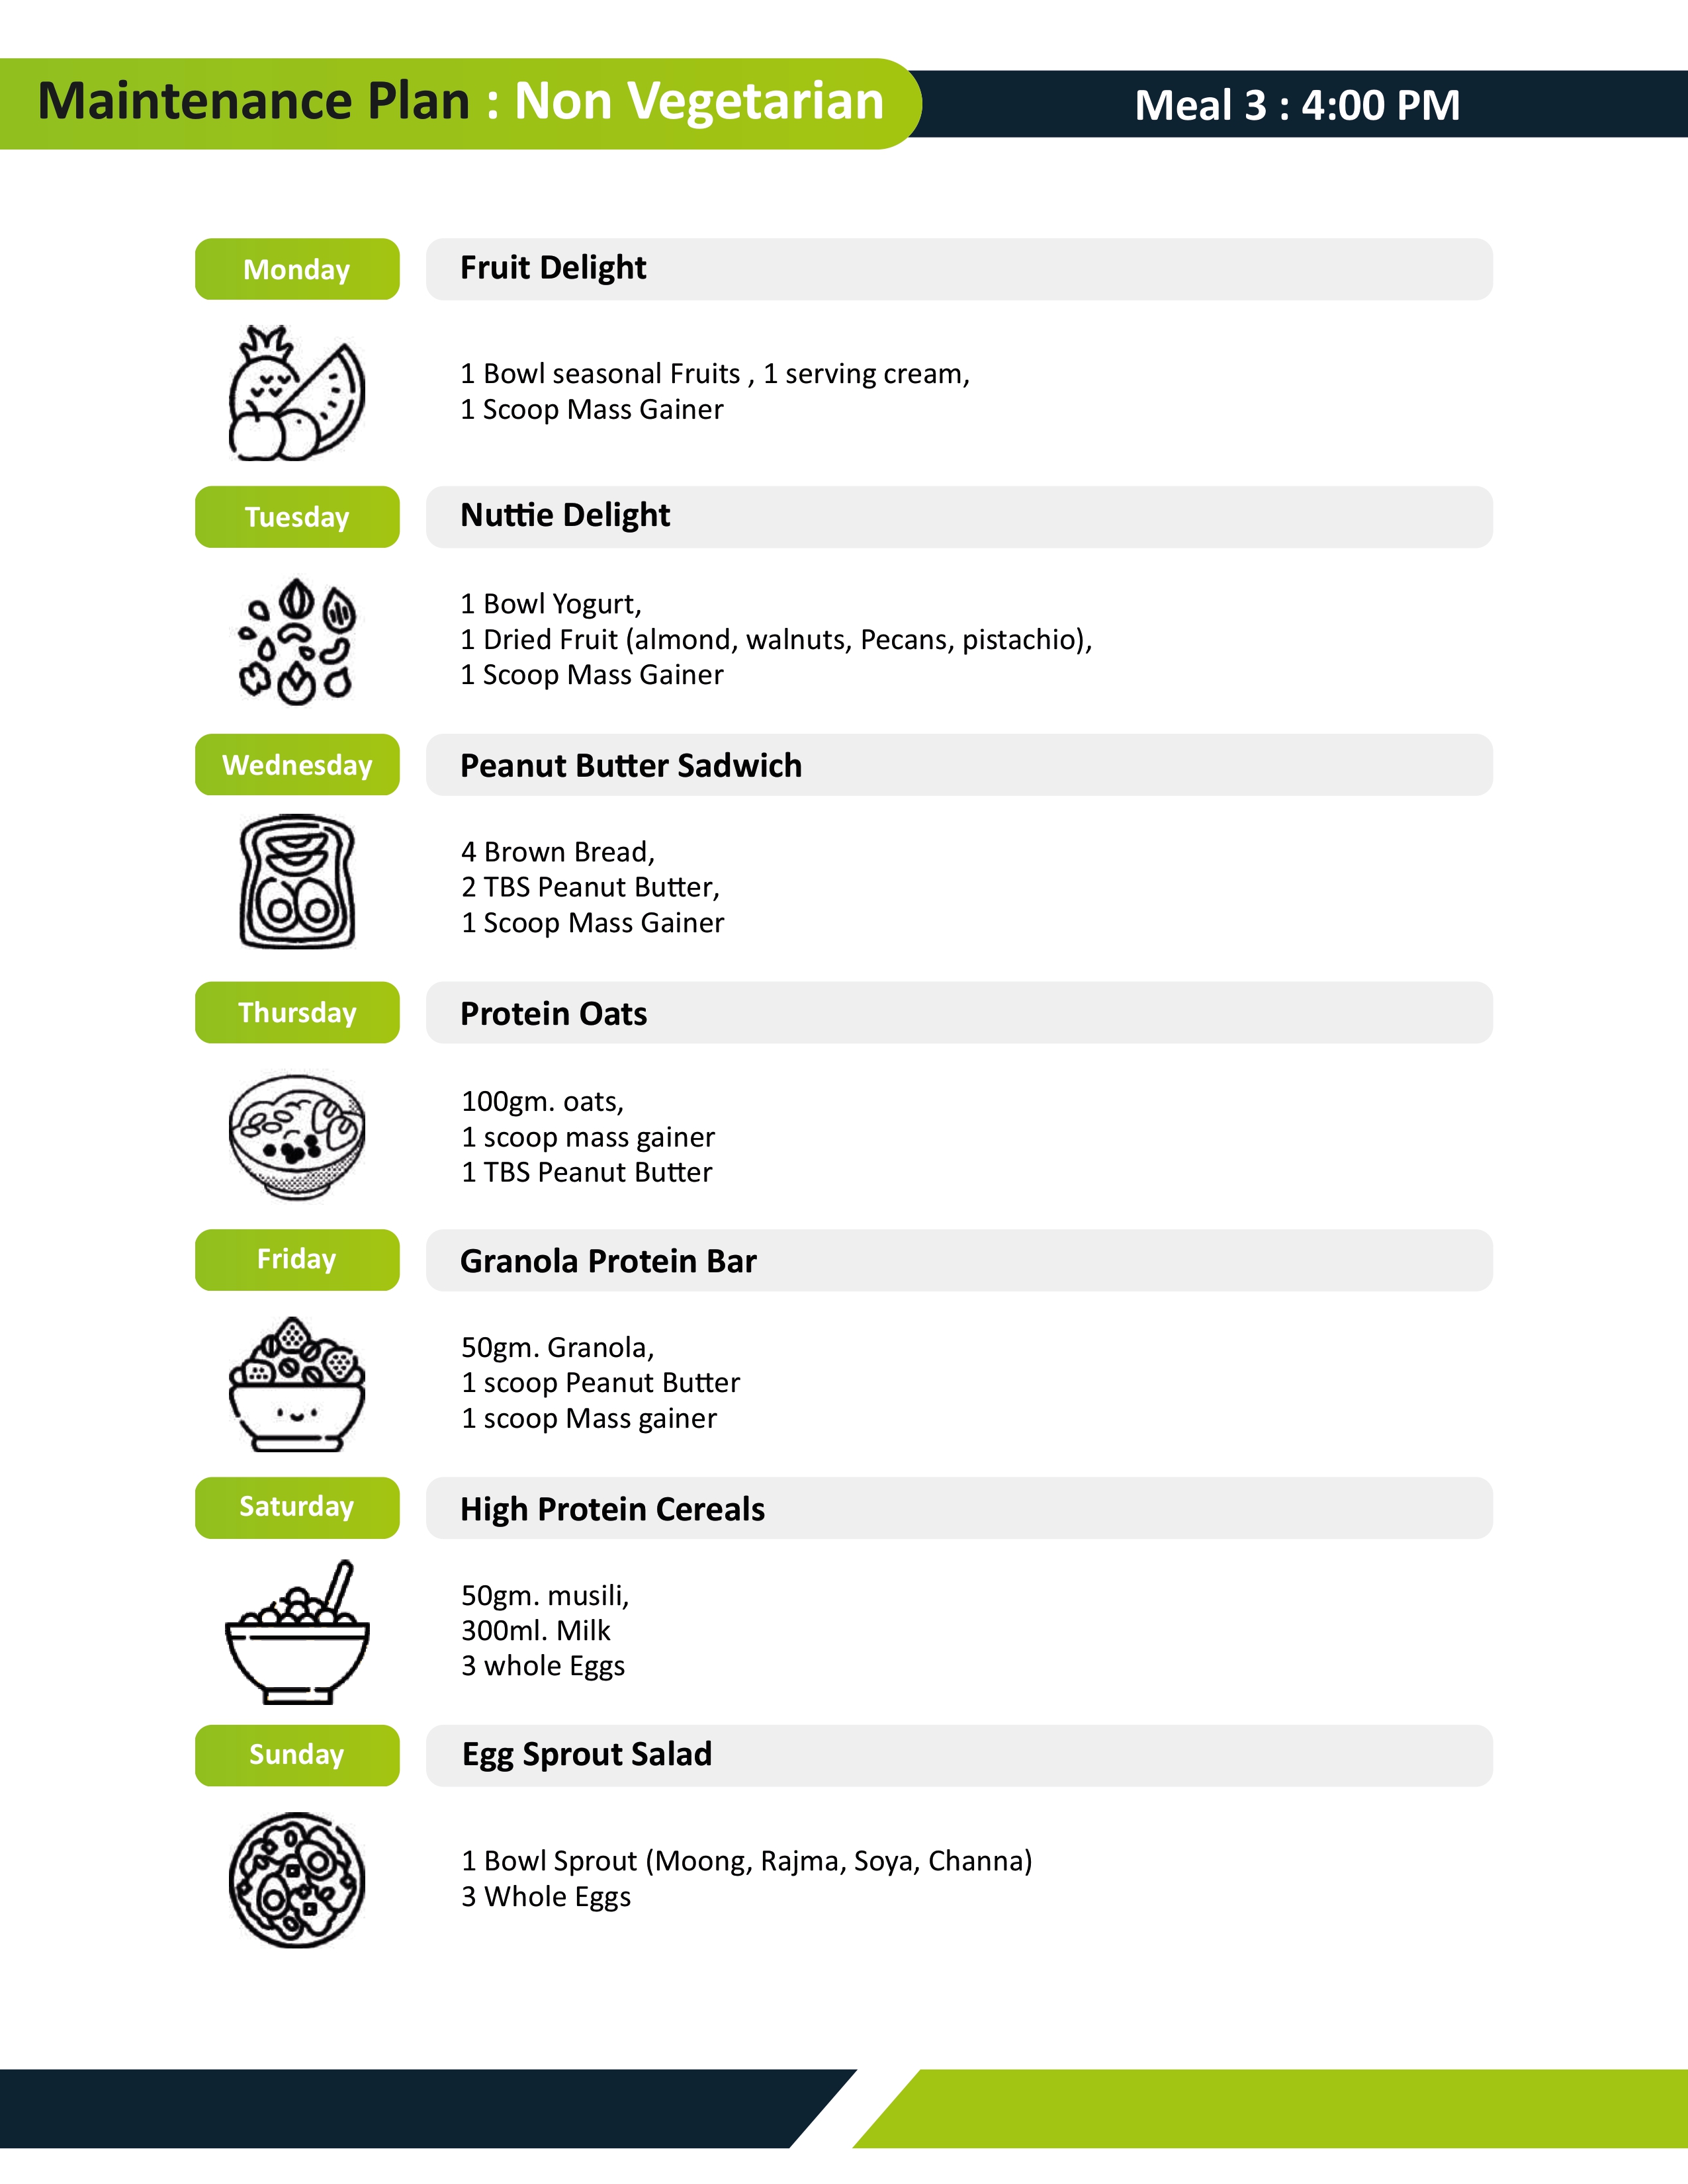 Maintenance Plan : Non Vegetarian
Meal 3 : 4:00 PM
Monday
Fruit Delight
1 Bowl seasonal Fruits , 1 serving cream,
1 Scoop Mass Gainer
Tuesday
Nuttie Delight
1 Bowl Yogurt,
1 Dried Fruit (almond, walnuts, Pecans, pistachio),
1 Scoop Mass Gainer
Wednesday
Peanut Butter Sadwich
4 Brown Bread,
2 TBS Peanut Butter,
1 Scoop Mass Gainer
Thursday
Protein Oats
100gm. oats,
1 scoop mass gainer
1 TBS Peanut Butter
Friday
Granola Protein Bar
50gm. Granola,
1 scoop Peanut Butter
1 scoop Mass gainer
Saturday
High Protein Cereals
50gm. musili,
300ml. Milk
3 whole Eggs
Sunday
Egg Sprout Salad
1 Bowl Sprout (Moong, Rajma, Soya, Channa)
3 Whole Eggs